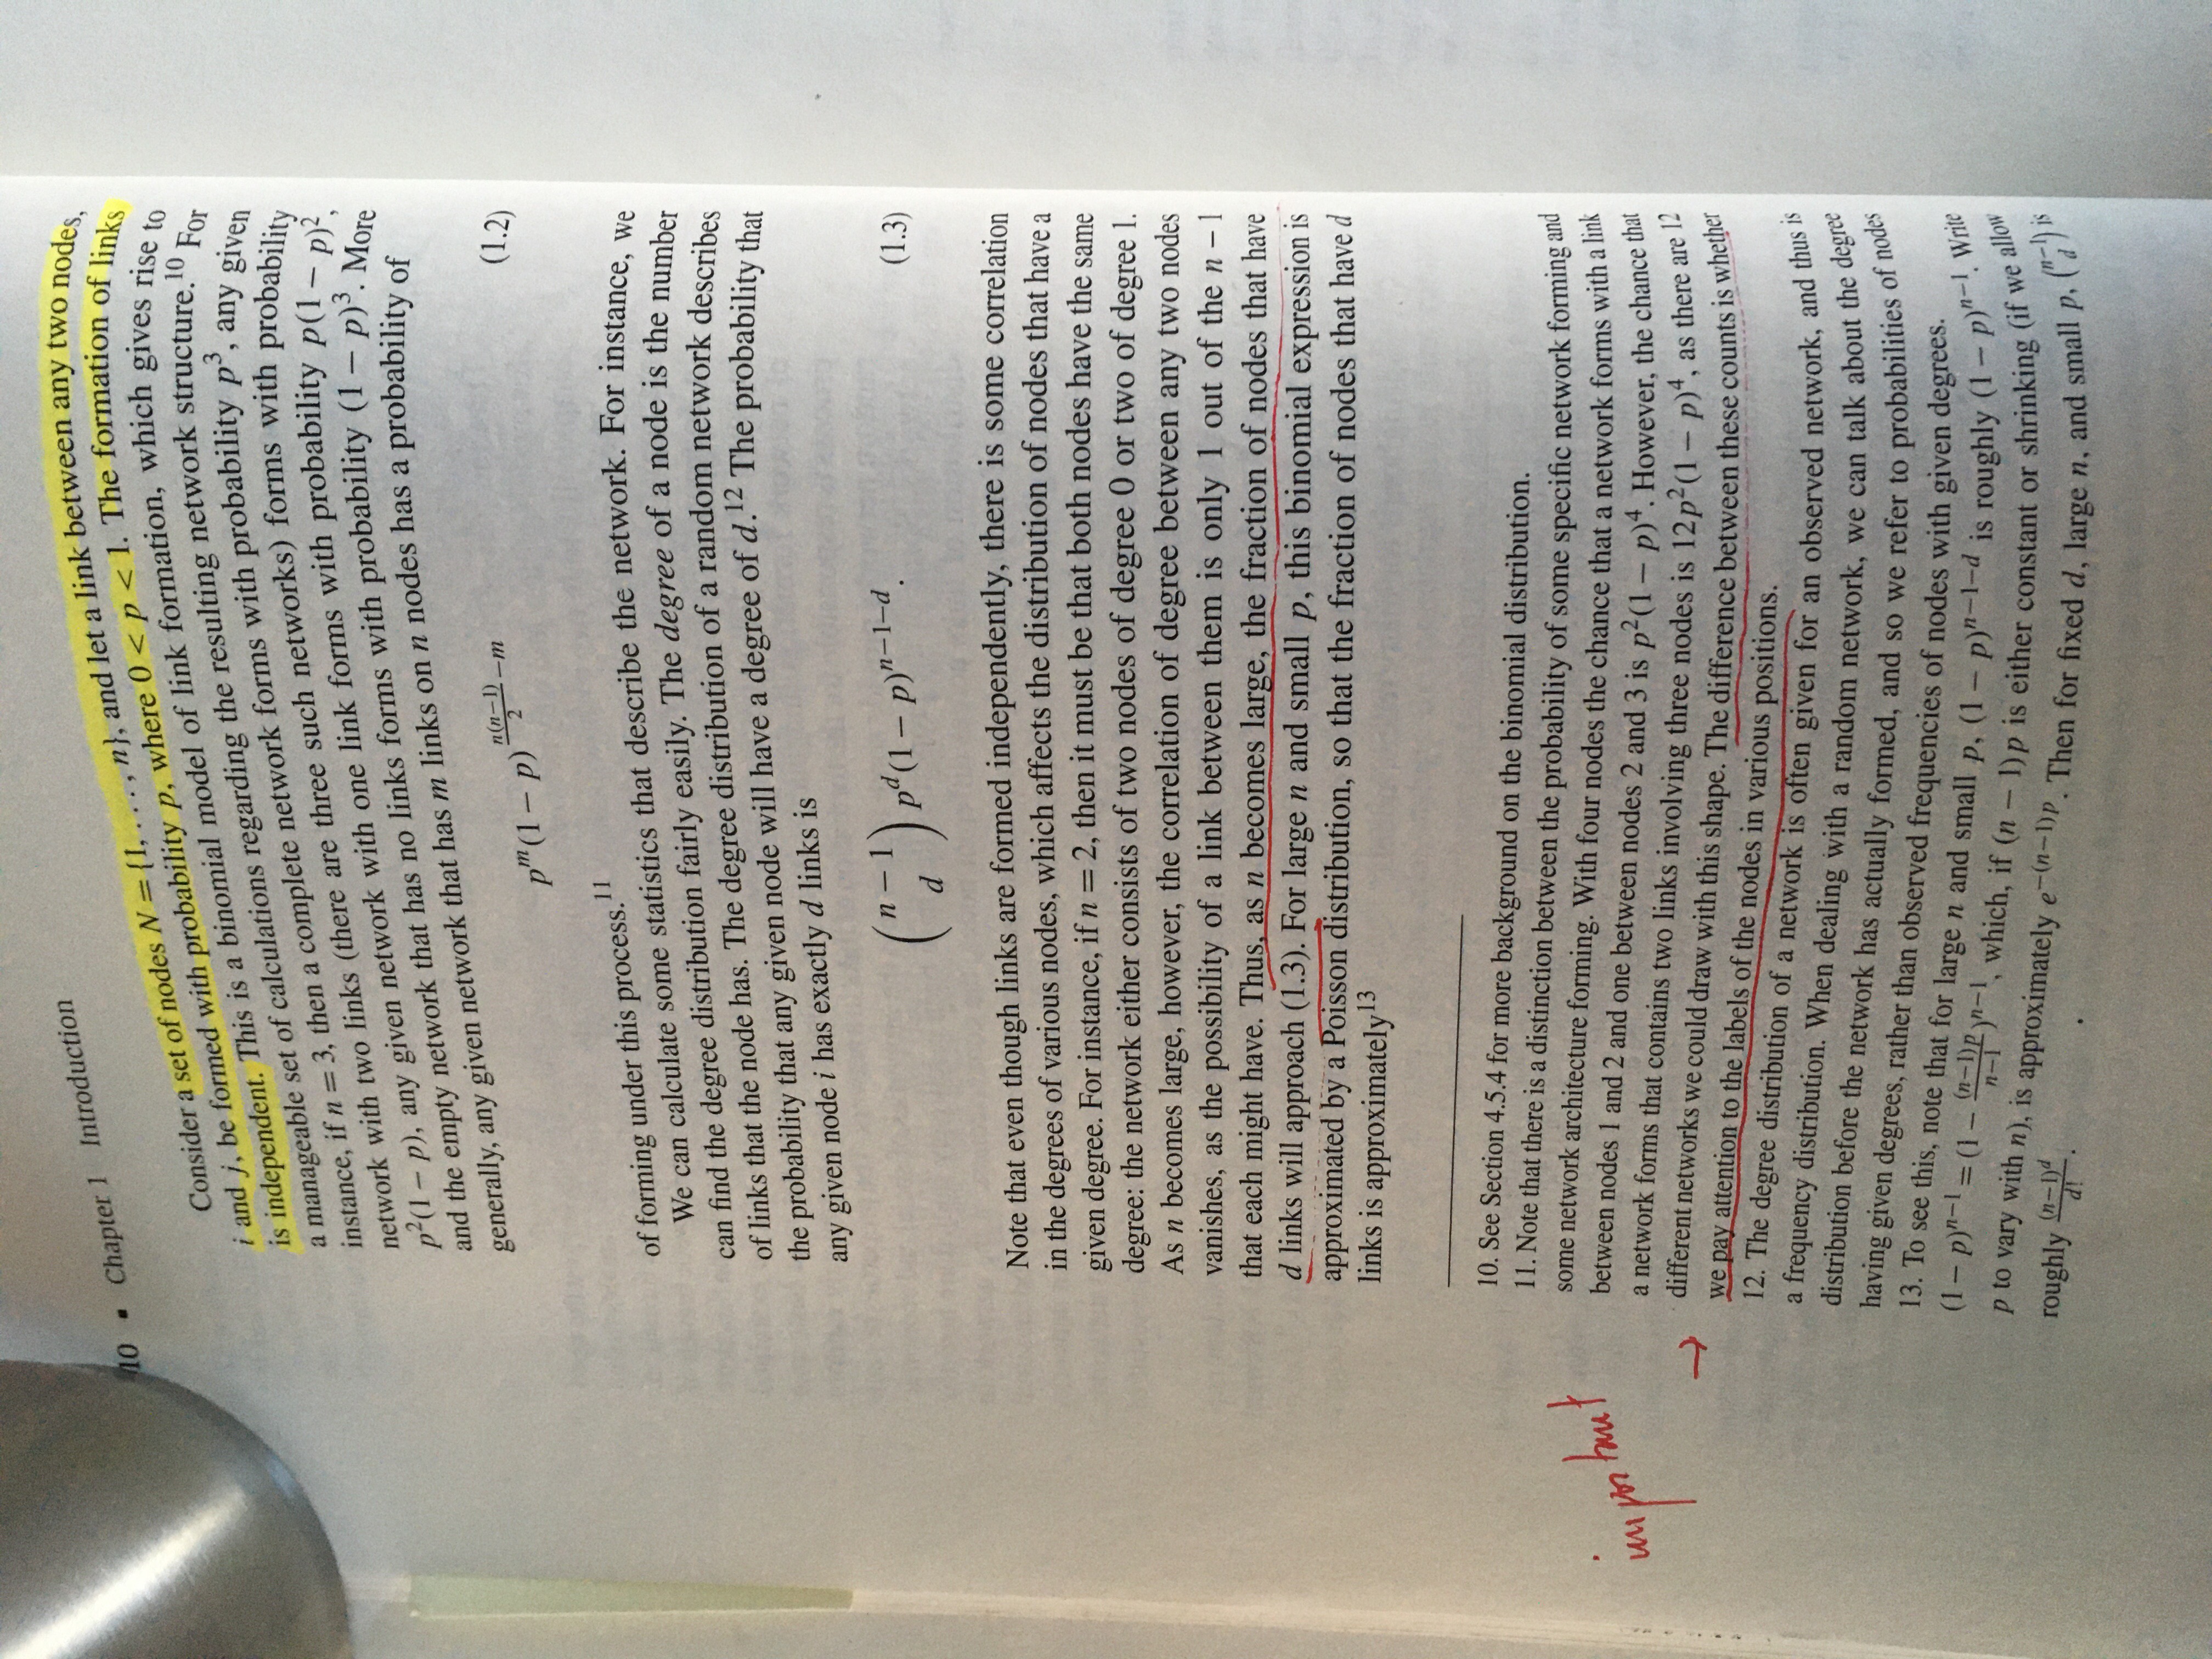 10 ▪ Chapter 1 Introduction
Consider a set of nodes N = {1, . . . , n}, and let a link between any two nodes,
i and j, be formed with probability p, where 0 < p < 1. The formation of links
is independent. This is a binomial model of link formation, which gives rise to
a manageable set of calculations regarding the resulting network structure.¹⁰ For
instance, if n = 3, then a complete network forms with probability p³, any given
network with two links (there are three such networks) forms with probability
p²(1 − p), any given network with one link forms with probability p(1 − p)²,
and the empty network that has no links forms with probability (1 − p)³. More
generally, any given network that has m links on n nodes has a probability of
p^m(1 − p)^{\frac{n(n−1)}{2}−m} (1.2)
of forming under this process.¹¹
We can calculate some statistics that describe the network. For instance, we
can find the degree distribution fairly easily. The degree of a node is the number
of links that the node has. The degree distribution of a random network describes
the probability that any given node will have a degree of d.¹² The probability that
any given node i has exactly d links is
\binom{n − 1}{d} p^d(1 − p)^{n−1−d}. (1.3)
Note that even though links are formed independently, there is some correlation
in the degrees of various nodes, which affects the distribution of nodes that have a
given degree. For instance, if n = 2, then it must be that both nodes have the same
degree: the network either consists of two nodes of degree 0 or two of degree 1.
As n becomes large, however, the correlation of degree between any two nodes
vanishes, as the possibility of a link between them is only 1 out of the n − 1
that each might have. Thus, as n becomes large, the fraction of nodes that have
d links will approach (1.3). For large n and small p, this binomial expression is
approximated by a Poisson distribution, so that the fraction of nodes that have d
links is approximately¹³
10. See Section 4.5.4 for more background on the binomial distribution.
11. Note that there is a distinction between the probability of some specific network forming and
some network architecture forming. With four nodes the chance that a network forms with a link
between nodes 1 and 2 and one between nodes 2 and 3 is p²(1 − p)⁴. However, the chance that
a network forms that contains two links involving three nodes is 12p²(1 − p)⁴, as there are 12
different networks we could draw with this shape. The difference between these counts is whether
we pay attention to the labels of the nodes in various positions.
important →
12. The degree distribution of a network is often given for an observed network, and thus is
a frequency distribution. When dealing with a random network, we can talk about the degree
distribution before the network has actually formed, and so we refer to probabilities of nodes
having given degrees, rather than observed frequencies of nodes with given degrees.
13. To see this, note that for large n and small p, (1 − p)^{n−1−d} is roughly (1 − p)^{n−1}. Write
(1 − p)^{n−1} = (1 − \frac{(n−1)p}{n−1})^{n−1}, which, if (n − 1)p is either constant or shrinking (if we allow
p to vary with n), is approximately e^{−(n−1)p}. Then for fixed d, large n, and small p, \binom{n−1}{d} is
roughly \frac{(n−1)^d}{d!}.